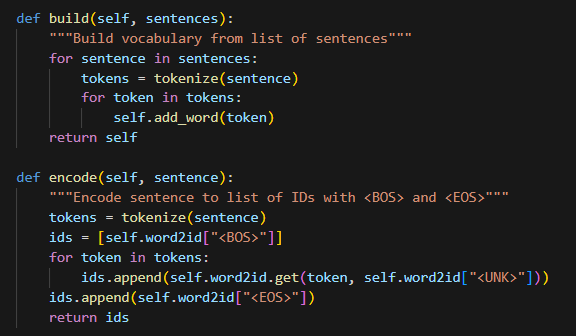 def build(self, sentences):
    """Build vocabulary from list of sentences"""
    for sentence in sentences:
        tokens = tokenize(sentence)
        for token in tokens:
            self.add_word(token)
    return self

def encode(self, sentence):
    """Encode sentence to list of IDs with <BOS> and <EOS>"""
    tokens = tokenize(sentence)
    ids = [self.word2id["<BOS>"]]
    for token in tokens:
        ids.append(self.word2id.get(token, self.word2id["<UNK>"]))
    ids.append(self.word2id["<EOS>"])
    return ids